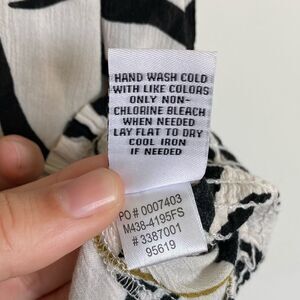 HAND WASH COLD
WITH LIKE COLORS
ONLY NON-
CHLORINE BLEACH
WHEN NEEDED
LAY FLAT TO DRY
COOL IRON
IF NEEDED
PO # 0007403
M438-4195FS
# 3387001
95619